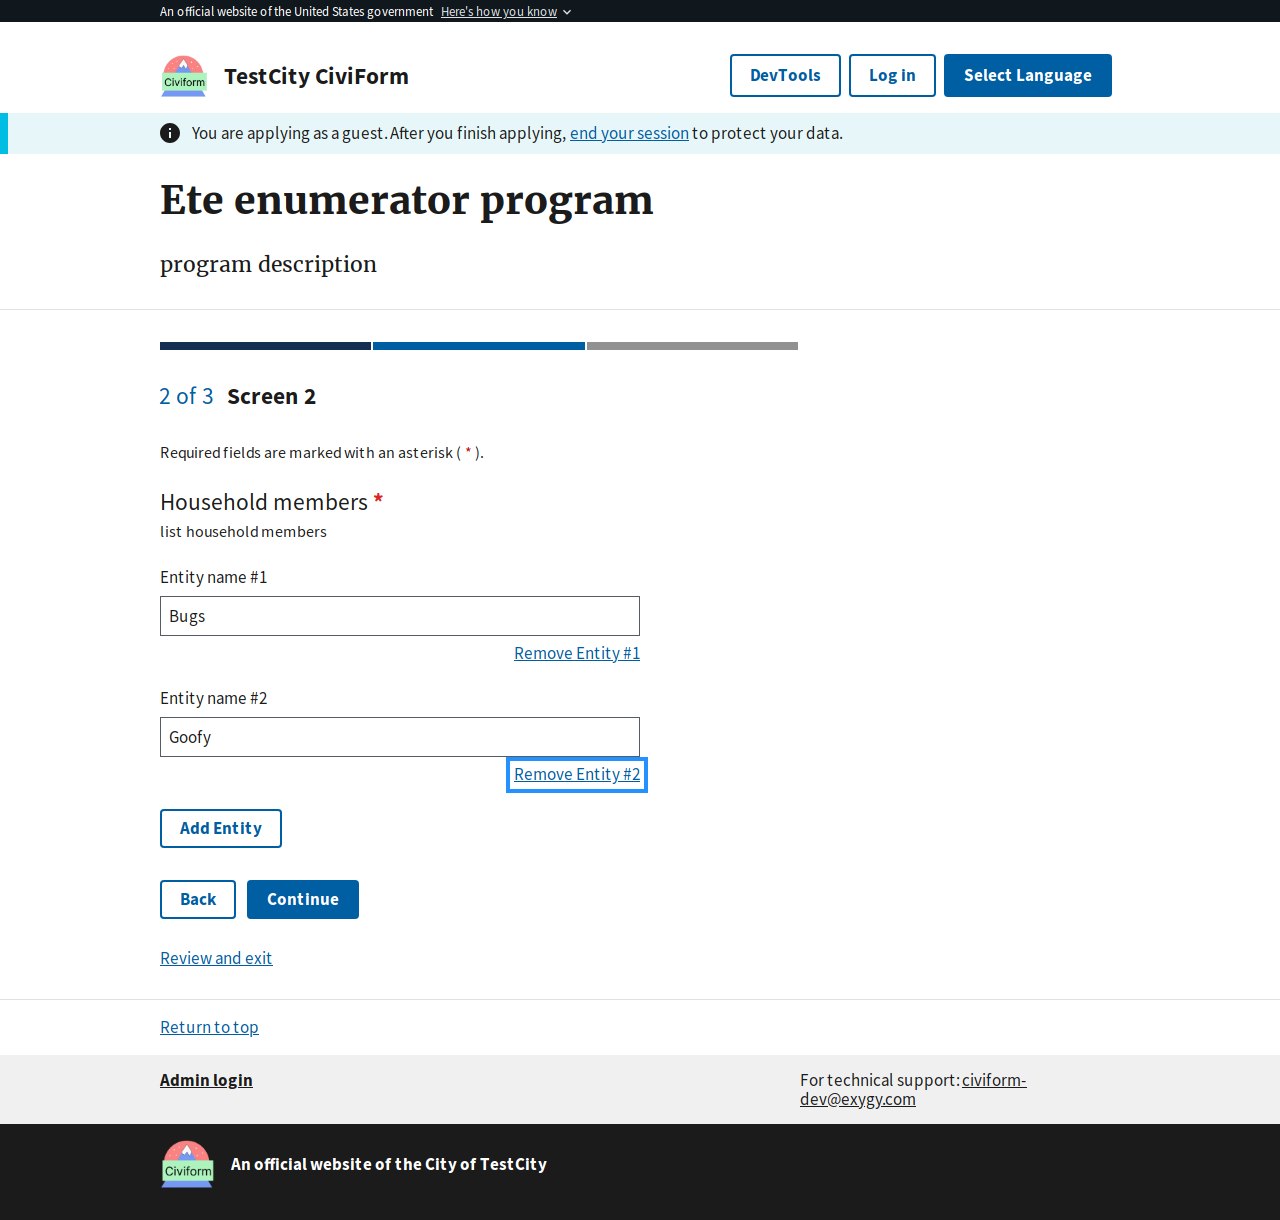 An official website of the United States government Here's how you know
Civiform
TestCity CiviForm
DevTools
Log in
Select Language
You are applying as a guest. After you finish applying, end your session to protect your data.
Ete enumerator program
program description
2 of 3 Screen 2
Required fields are marked with an asterisk ( * ).
Household members *
list household members
Entity name #1
Bugs
Remove Entity #1
Entity name #2
Goofy
Remove Entity #2
Add Entity
Back
Continue
Review and exit
Return to top
Admin login
For technical support: civiform-
dev@exygy.com
Civiform
An official website of the City of TestCity